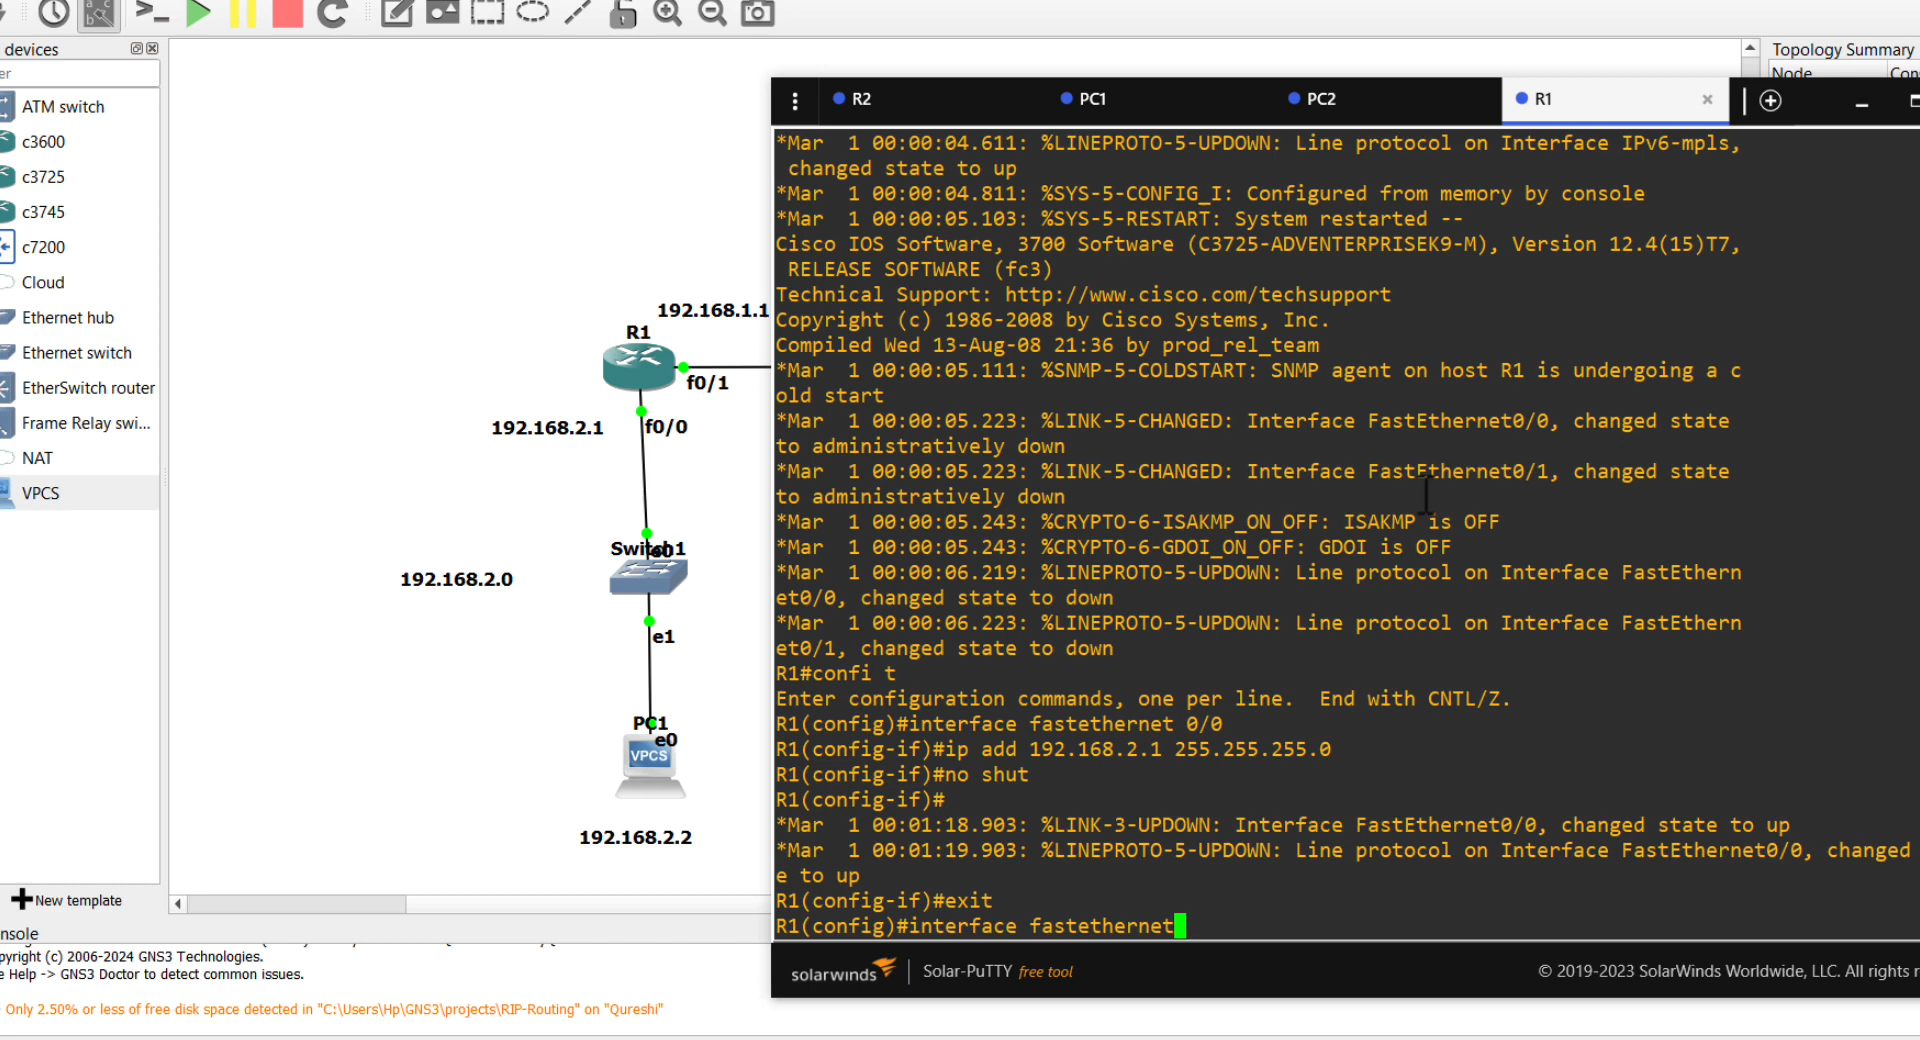 devices
Topology Summary
er
Node
Con
ATM switch
c3600
c3725
c3745
c7200
Cloud
Ethernet hub
Ethernet switch
EtherSwitch router
Frame Relay swi...
NAT
VPCS
New template
192.168.1.1
R1
f0/1
192.168.2.1
f0/0
Switch1
e0
192.168.2.0
e1
PC1
e0
VPCS
192.168.2.2
R2
PC1
PC2
R1
*Mar  1 00:00:04.611: %LINEPROTO-5-UPDOWN: Line protocol on Interface IPv6-mpls,
changed state to up
*Mar  1 00:00:04.811: %SYS-5-CONFIG_I: Configured from memory by console
*Mar  1 00:00:05.103: %SYS-5-RESTART: System restarted --
Cisco IOS Software, 3700 Software (C3725-ADVENTERPRISEK9-M), Version 12.4(15)T7,
RELEASE SOFTWARE (fc3)
Technical Support: http://www.cisco.com/techsupport
Copyright (c) 1986-2008 by Cisco Systems, Inc.
Compiled Wed 13-Aug-08 21:36 by prod_rel_team
*Mar  1 00:00:05.111: %SNMP-5-COLDSTART: SNMP agent on host R1 is undergoing a c
old start
*Mar  1 00:00:05.223: %LINK-5-CHANGED: Interface FastEthernet0/0, changed state
to administratively down
*Mar  1 00:00:05.223: %LINK-5-CHANGED: Interface FastEthernet0/1, changed state
to administratively down
*Mar  1 00:00:05.243: %CRYPTO-6-ISAKMP_ON_OFF: ISAKMP is OFF
*Mar  1 00:00:05.243: %CRYPTO-6-GDOI_ON_OFF: GDOI is OFF
*Mar  1 00:00:06.219: %LINEPROTO-5-UPDOWN: Line protocol on Interface FastEthern
et0/0, changed state to down
*Mar  1 00:00:06.223: %LINEPROTO-5-UPDOWN: Line protocol on Interface FastEthern
et0/1, changed state to down
R1#confi t
Enter configuration commands, one per line.  End with CNTL/Z.
R1(config)#interface fastethernet 0/0
R1(config-if)#ip add 192.168.2.1 255.255.255.0
R1(config-if)#no shut
R1(config-if)#
*Mar  1 00:01:18.903: %LINK-3-UPDOWN: Interface FastEthernet0/0, changed state to up
*Mar  1 00:01:19.903: %LINEPROTO-5-UPDOWN: Line protocol on Interface FastEthernet0/0, changed
e to up
R1(config-if)#exit
R1(config)#interface fastethernet
solarwinds
Solar-PuTTY free tool
© 2019-2023 SolarWinds Worldwide, LLC. All rights r
nsole
pyright (c) 2006-2024 GNS3 Technologies.
e Help -> GNS3 Doctor to detect common issues.
Only 2.50% or less of free disk space detected in "C:\Users\Hp\GNS3\projects\RIP-Routing" on "Qureshi"